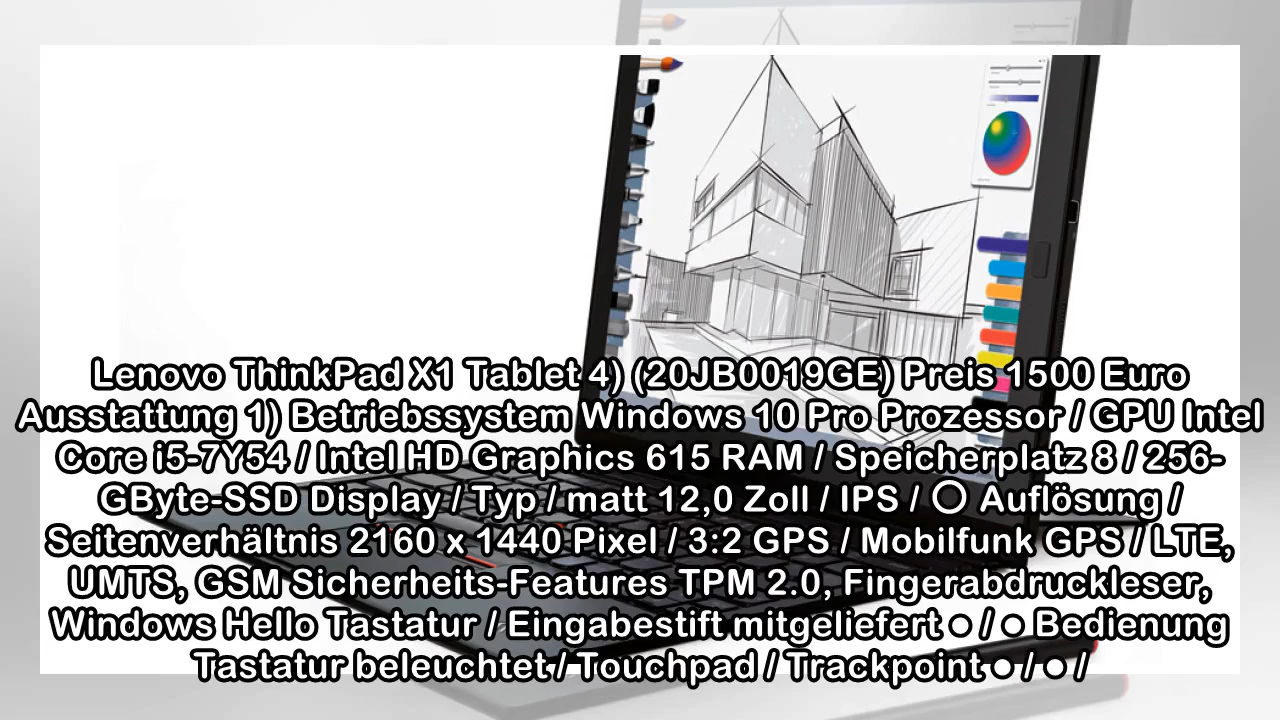 Lenovo ThinkPad X1 Tablet 4) (20JB0019GE) Preis 1500 Euro
Ausstattung 1) Betriebssystem Windows 10 Pro Prozessor / GPU Intel
Core i5-7Y54 / Intel HD Graphics 615 RAM / Speicherplatz 8 / 256-
GByte-SSD Display / Typ / matt 12,0 Zoll / IPS / ○ Auflösung /
Seitenverhältnis 2160 x 1440 Pixel / 3:2 GPS / Mobilfunk GPS / LTE,
UMTS, GSM Sicherheits-Features TPM 2.0, Fingerabdruckleser,
Windows Hello Tastatur / Eingabestift mitgeliefert ● / ● Bedienung
Tastatur beleuchtet / Touchpad / Trackpoint ● / ● /